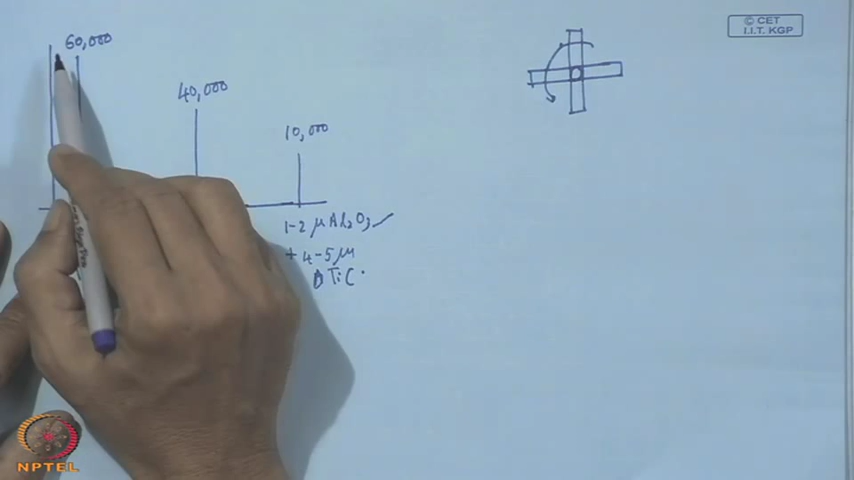 © CET
I.I.T. KGP
60,000
40,000
10,000
1-2 μ Al₂O₃ ✓
+ 4-5 μ
TiC
NPTEL